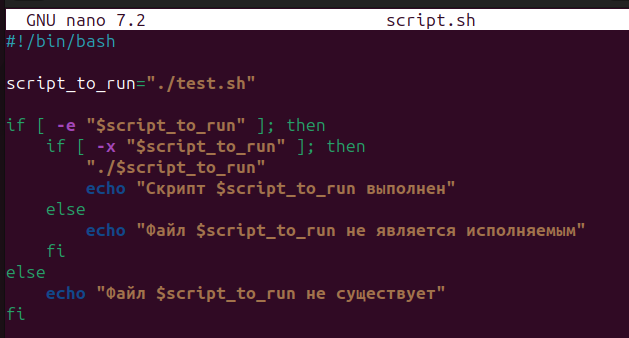 GNU nano 7.2 script.sh
#!/bin/bash
script_to_run="./test.sh"
if [ -e "$script_to_run" ]; then
if [ -x "$script_to_run" ]; then
"./$script_to_run"
echo "Скрипт $script_to_run выполнен"
else
echo "Файл $script_to_run не является исполняемым"
fi
else
echo "Файл $script_to_run не существует"
fi